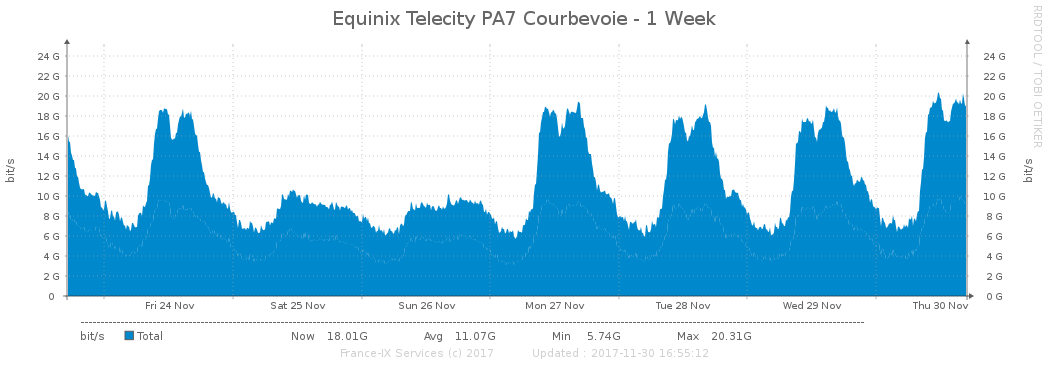 Equinix Telecity PA7 Courbevoie - 1 Week
RRDTOOL / TOBI OETIKER
bit/s
24 G
22 G
20 G
18 G
16 G
14 G
12 G
10 G
8 G
6 G
4 G
2 G
0
24 G
22 G
20 G
18 G
16 G
14 G
12 G
10 G
8 G
6 G
4 G
2 G
0 G
bit/s
Fri 24 Nov Sat 25 Nov Sun 26 Nov Mon 27 Nov Tue 28 Nov Wed 29 Nov Thu 30 Nov
bit/s Total Now 18.01G Avg 11.07G Min 5.74G Max 20.31G
France-IX Services (c) 2017 Updated : 2017-11-30 16:55:12